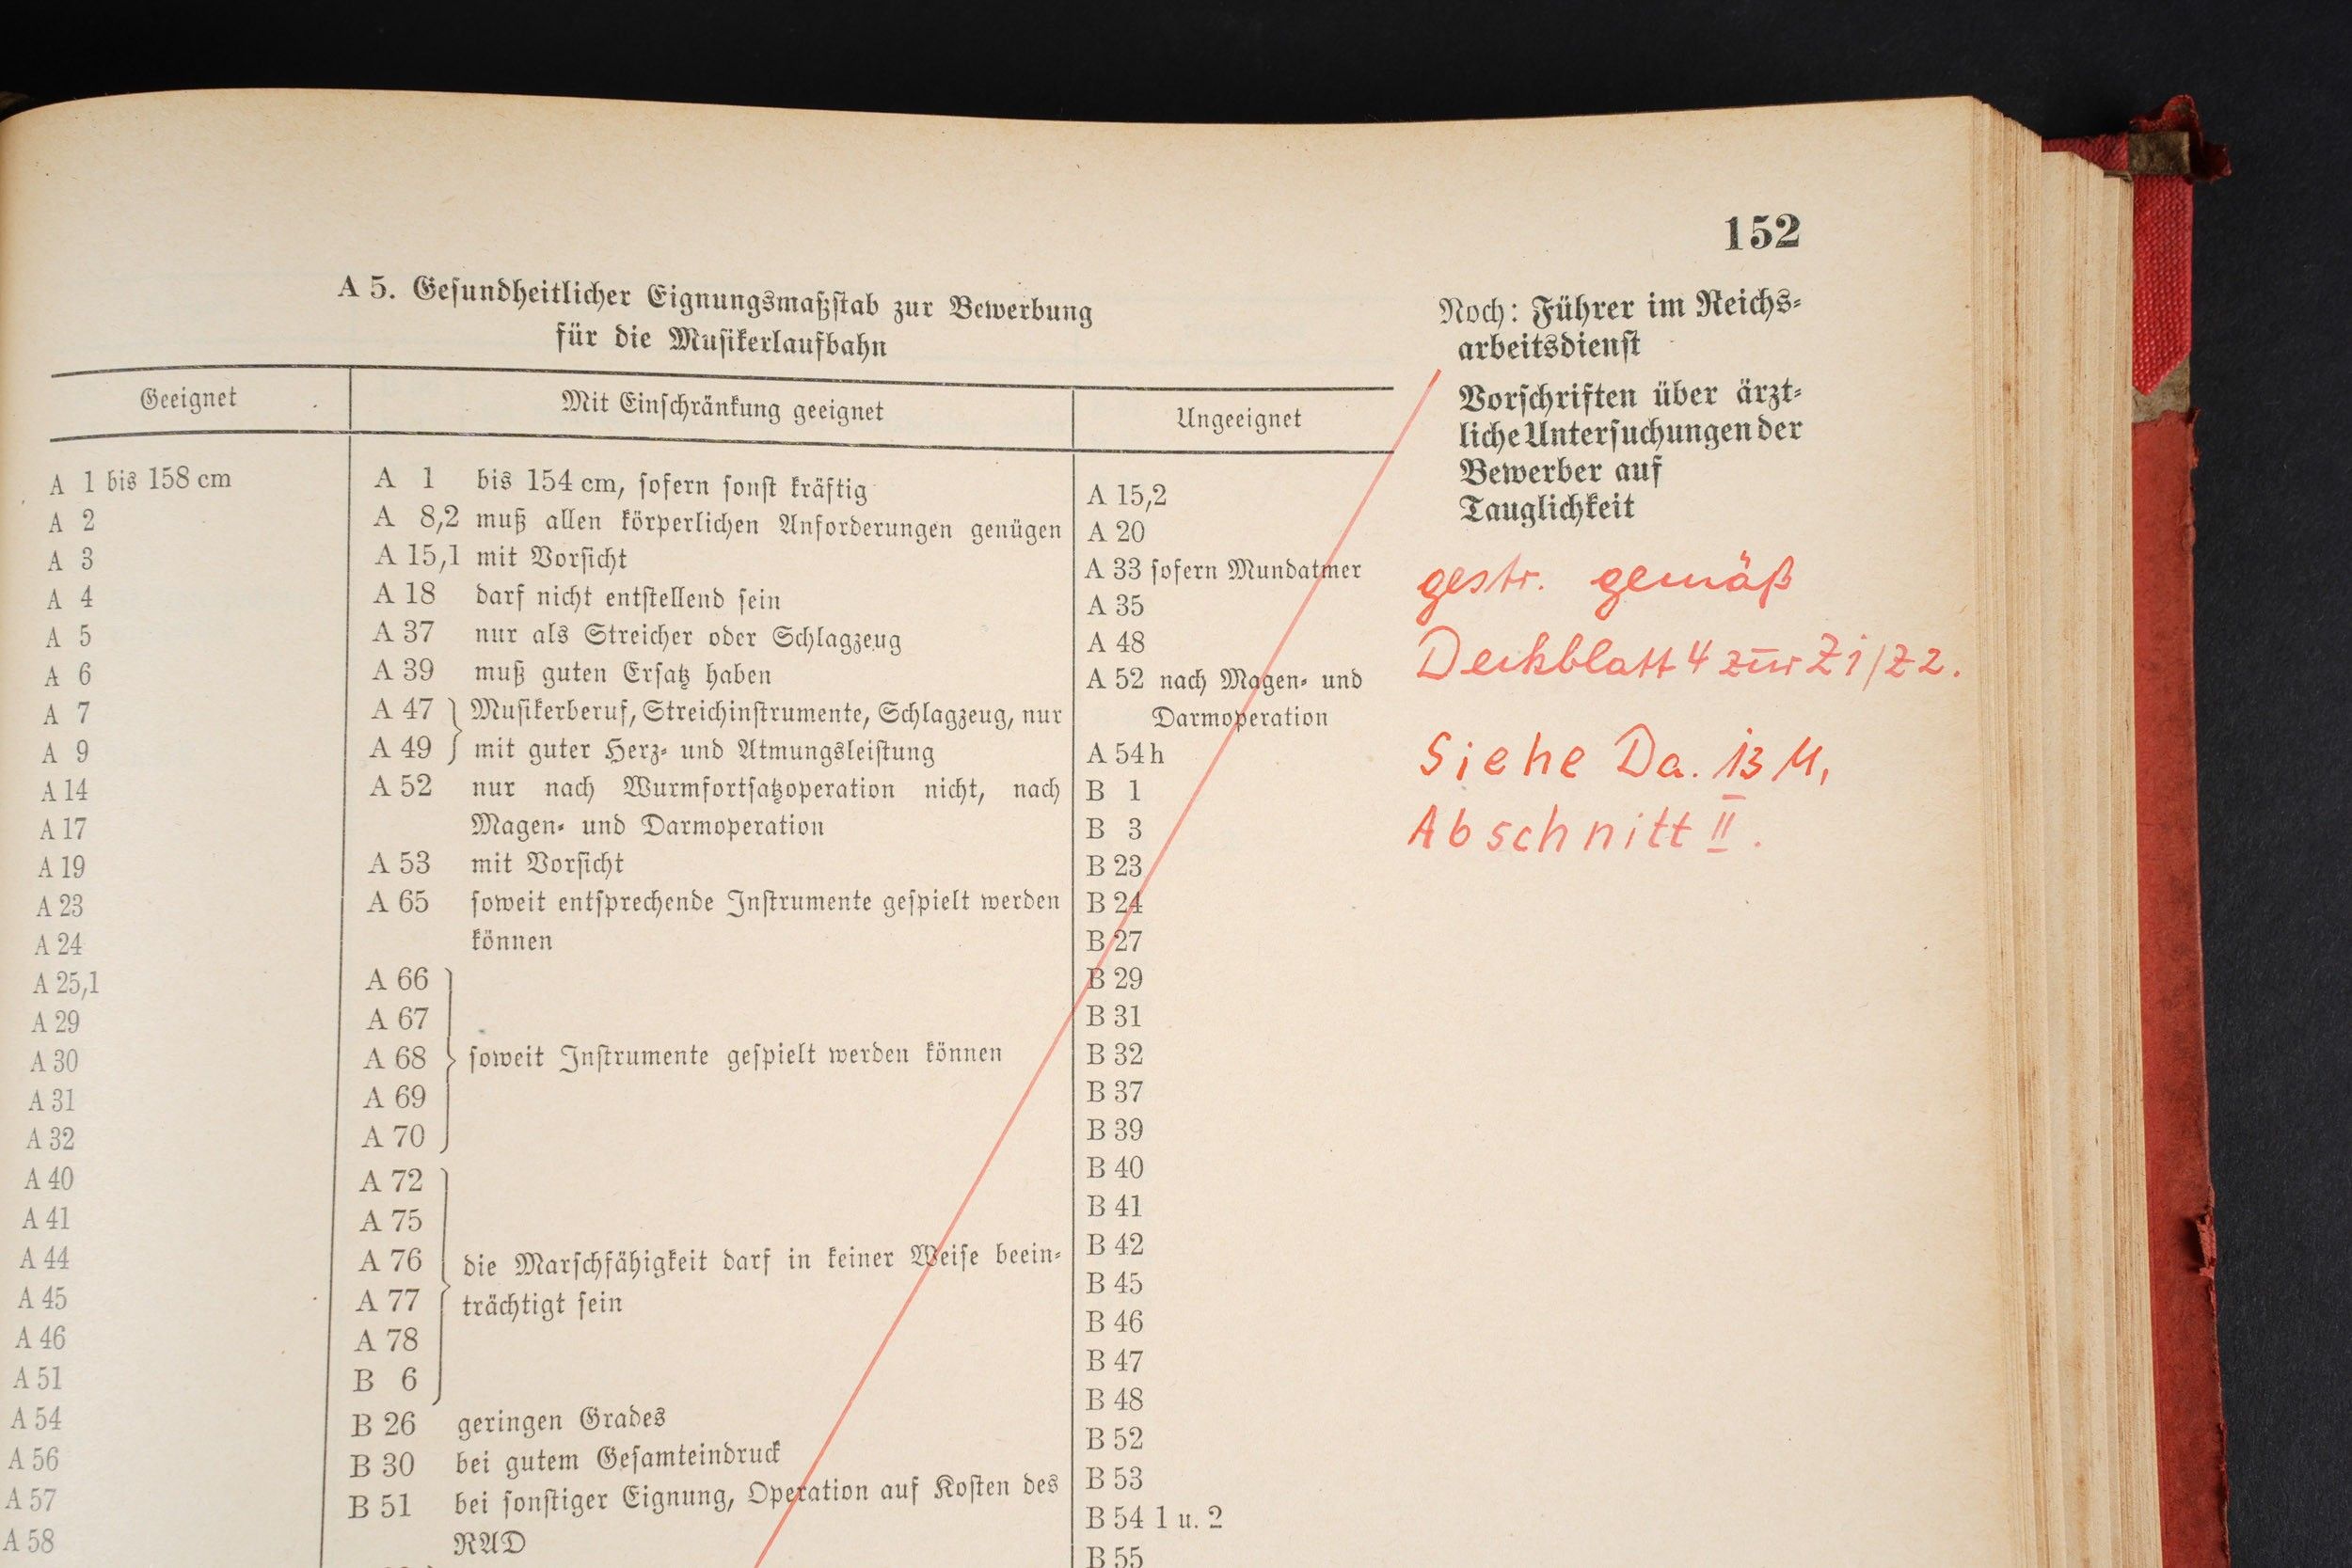 152
A 5. Gesundheitlicher Eignungsmaßstab zur Bewerbung
für die Musikerlaufbahn
Geeignet
A 1 bis 158 cm
A 2
A 3
A 4
A 5
A 6
A 7
A 9
A 14
A 17
A 19
A 23
A 24
A 25,1
A 29
A 30
A 31
A 32
A 40
A 41
A 44
A 45
A 46
A 51
A 54
A 56
A 57
A 58
Mit Einschränkung geeignet
A 1 bis 154 cm, sofern sonst kräftig
A 8,2 muß allen körperlichen Anforderungen genügen
A 15,1 mit Vorsicht
A 18 darf nicht entstellend sein
A 37 nur als Streicher oder Schlagzeug
A 39 muß guten Ersatz haben
A 47 } Musikerberuf, Streichinstrumente, Schlagzeug, nur
A 49 } mit guter Herz- und Atmungsleistung
A 52 nur nach Wurmfortsatzoperation nicht, nach
Magen- und Darmoperation
A 53 mit Vorsicht
A 65 soweit entsprechende Instrumente gespielt werden
können
A 66
A 67
A 68 } soweit Instrumente gespielt werden können
A 69
A 70
A 72
A 75
A 76 } die Marschfähigkeit darf in keiner Weise beein-
A 77 } trächtigt sein
A 78
B 6
B 26 geringen Grades
B 30 bei gutem Gesamteindruck
B 51 bei sonstiger Eignung, Operation auf Kosten des
RAD
Ungeeignet
A 15,2
A 20
A 33 sofern Mundatmer
A 35
A 48
A 52 nach Magen- und
Darmoperation
A 54 h
B 1
B 3
B 23
B 24
B 27
B 29
B 31
B 32
B 37
B 39
B 40
B 41
B 42
B 45
B 46
B 47
B 48
B 52
B 53
B 54 1 u. 2
B 55
Noch: Führer im Reichs-
arbeitsdienst
Vorschriften über ärzt-
liche Untersuchungen der
Bewerber auf
Tauglichkeit
gestr. gemäß
Deckblatt 4 zur Z 1/Z 2.
Siehe Da. 13 M,
Abschnitt II.